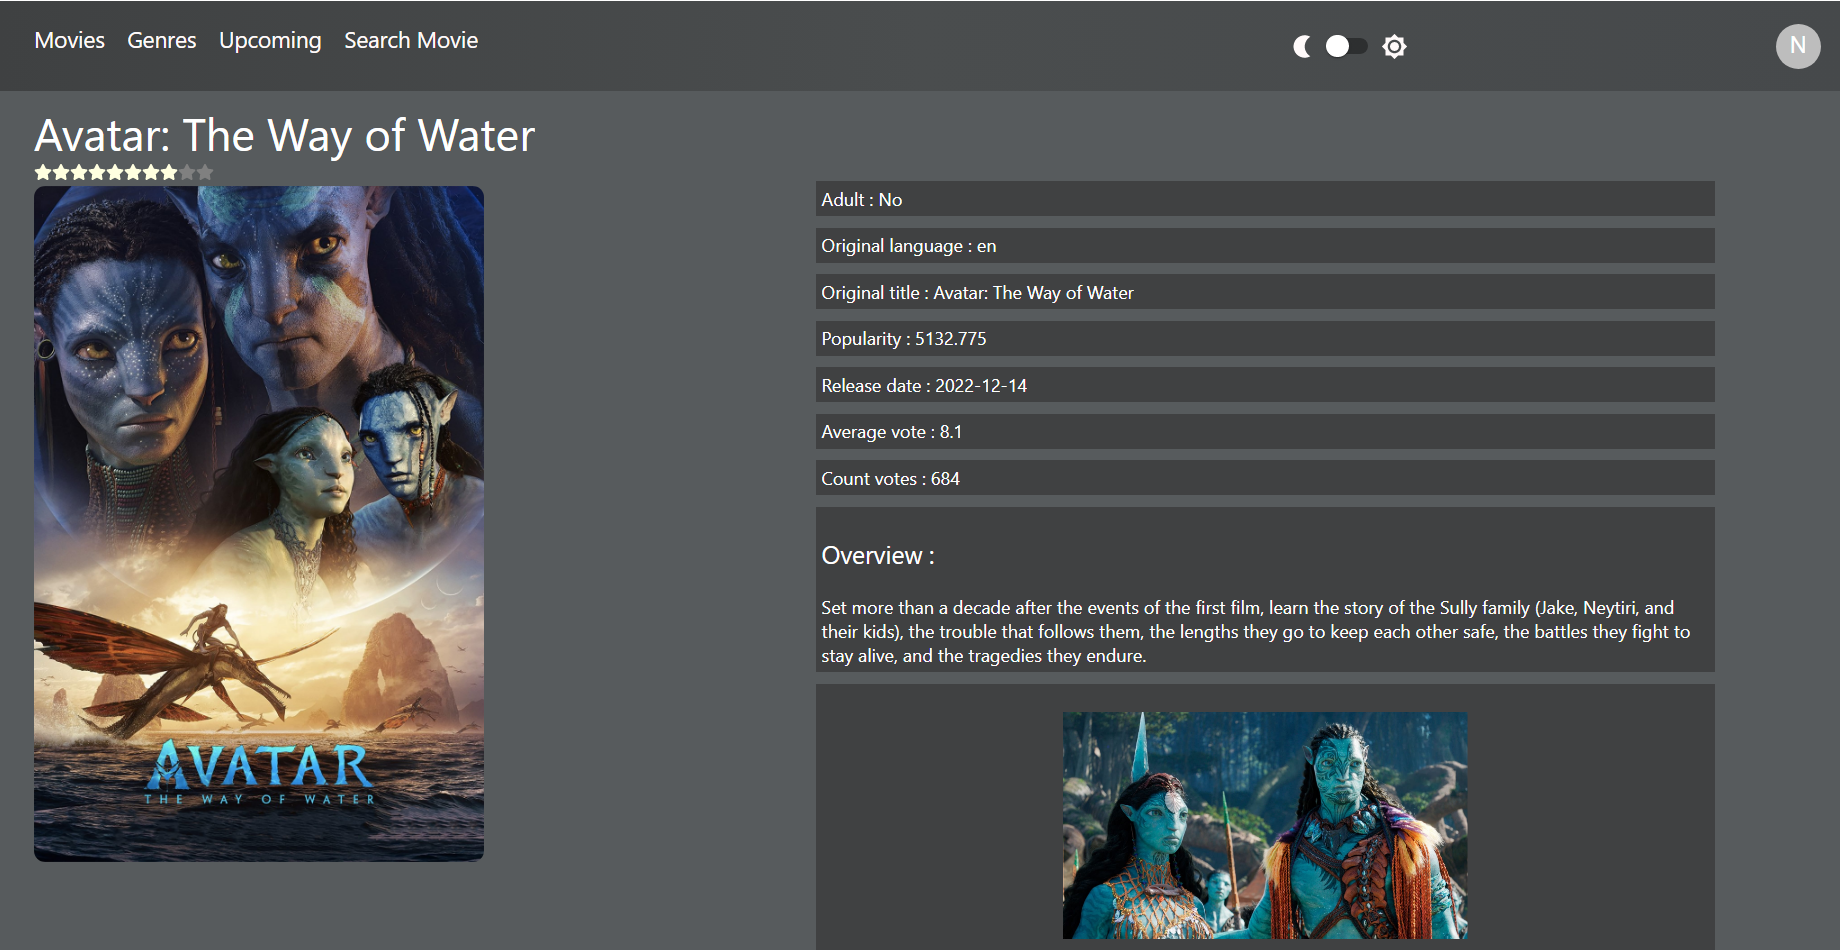 Movies Genres Upcoming Search Movie
N
Avatar: The Way of Water
AVATAR
THE WAY OF WATER
Adult : No
Original language : en
Original title : Avatar: The Way of Water
Popularity : 5132.775
Release date : 2022-12-14
Average vote : 8.1
Count votes : 684
Overview :
Set more than a decade after the events of the first film, learn the story of the Sully family (Jake, Neytiri, and
their kids), the trouble that follows them, the lengths they go to keep each other safe, the battles they fight to
stay alive, and the tragedies they endure.